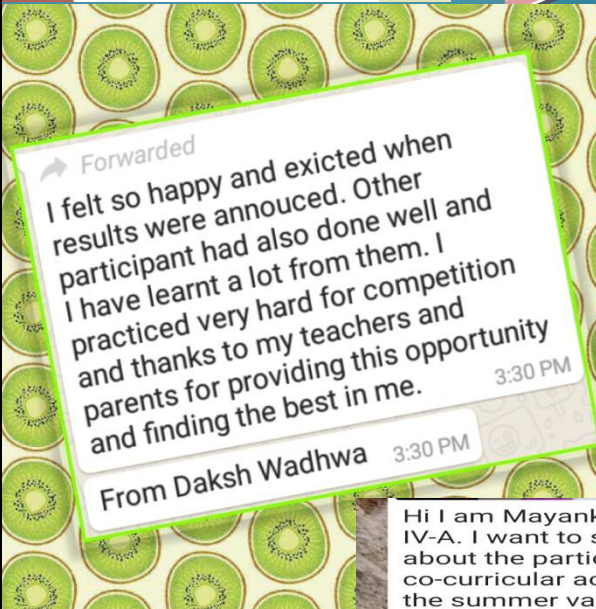 Forwarded
I felt so happy and exicted when
results were annouced. Other
participant had also done well and
I have learnt a lot from them. I
practiced very hard for competition
and thanks to my teachers and
parents for providing this opportunity
and finding the best in me.
3:30 PM
From Daksh Wadhwa
3:30 PM
Hi I am Mayank
IV-A. I want to s
about the partic
co-curricular ac
the summer va